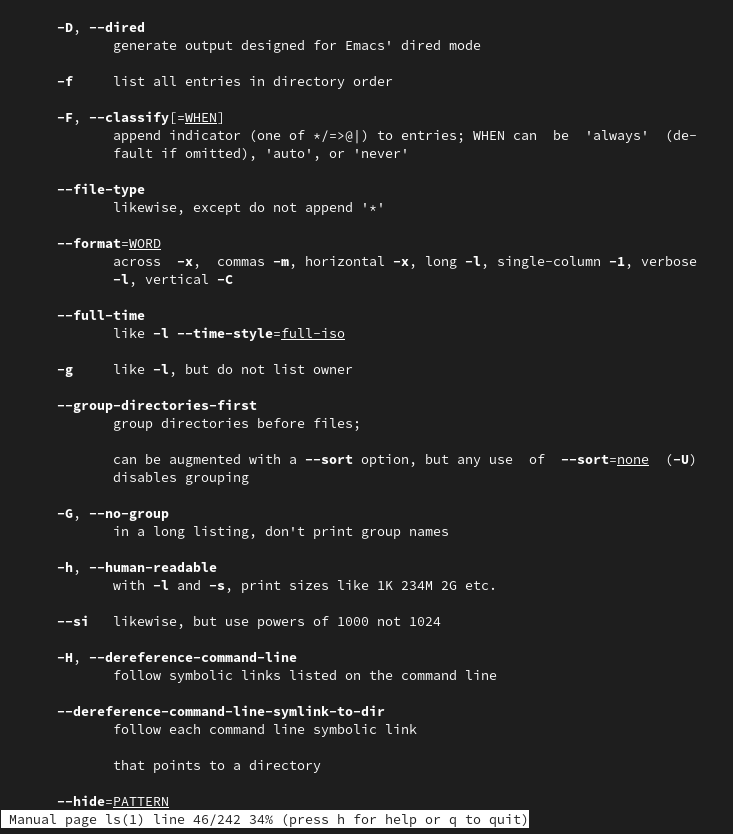 -D, --dired
generate output designed for Emacs' dired mode
-f     list all entries in directory order
-F, --classify[=WHEN]
append indicator (one of */=>@|) to entries; WHEN can  be  'always'  (de-
fault if omitted), 'auto', or 'never'
--file-type
likewise, except do not append '*'
--format=WORD
across  -x,  commas -m, horizontal -x, long -l, single-column -1, verbose
-l, vertical -C
--full-time
like -l --time-style=full-iso
-g     like -l, but do not list owner
--group-directories-first
group directories before files;
can be augmented with a --sort option, but any use  of  --sort=none  (-U)
disables grouping
-G, --no-group
in a long listing, don't print group names
-h, --human-readable
with -l and -s, print sizes like 1K 234M 2G etc.
--si   likewise, but use powers of 1000 not 1024
-H, --dereference-command-line
follow symbolic links listed on the command line
--dereference-command-line-symlink-to-dir
follow each command line symbolic link
that points to a directory
--hide=PATTERN
Manual page ls(1) line 46/242 34% (press h for help or q to quit)